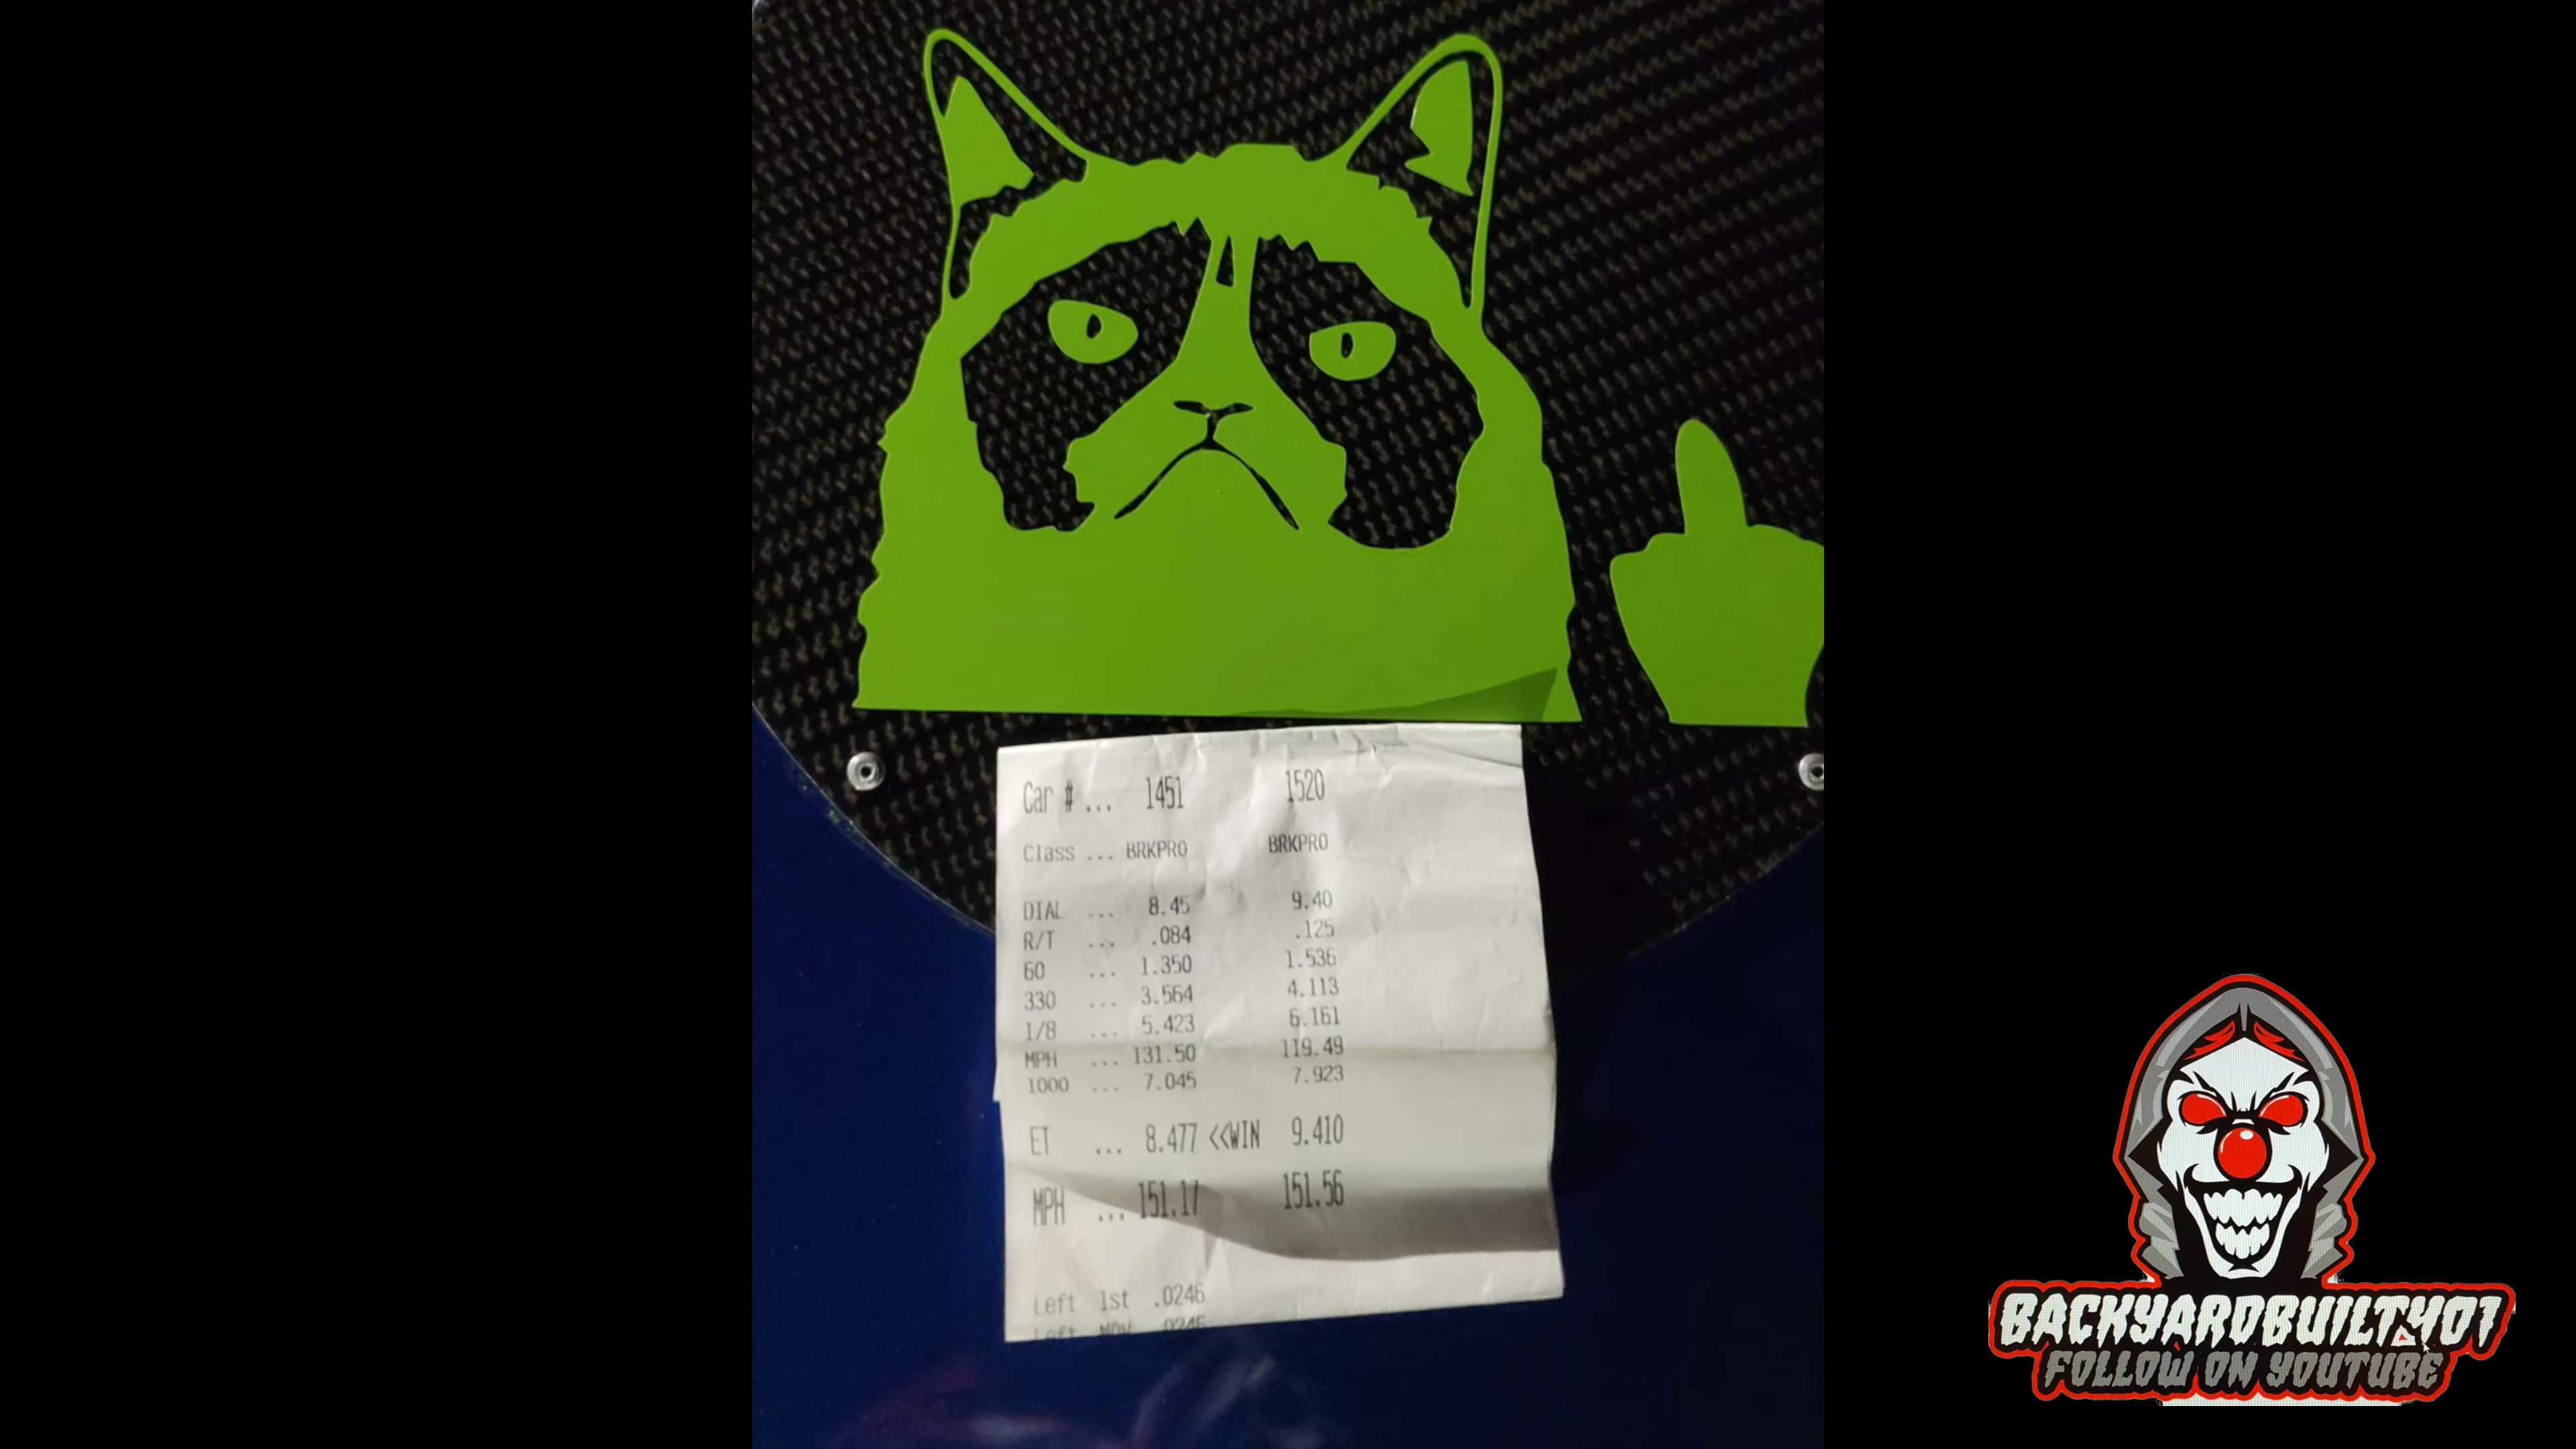 Car # ... 1451 1520
Class ... BRKPRO BRKPRO
DIAL ... 8.45 9.40
R/T ... .084 .125
60 ... 1.350 1.536
330 ... 3.564 4.113
1/8 ... 5.423 6.161
MPH ... 131.50 119.49
1000 ... 7.045 7.923
ET ... 8.477 <<WIN 9.410
MPH ... 151.17 151.56
Left 1st .0246
Left MOV .0246
BACKYARDBUILT401
FOLLOW ON YOUTUBE